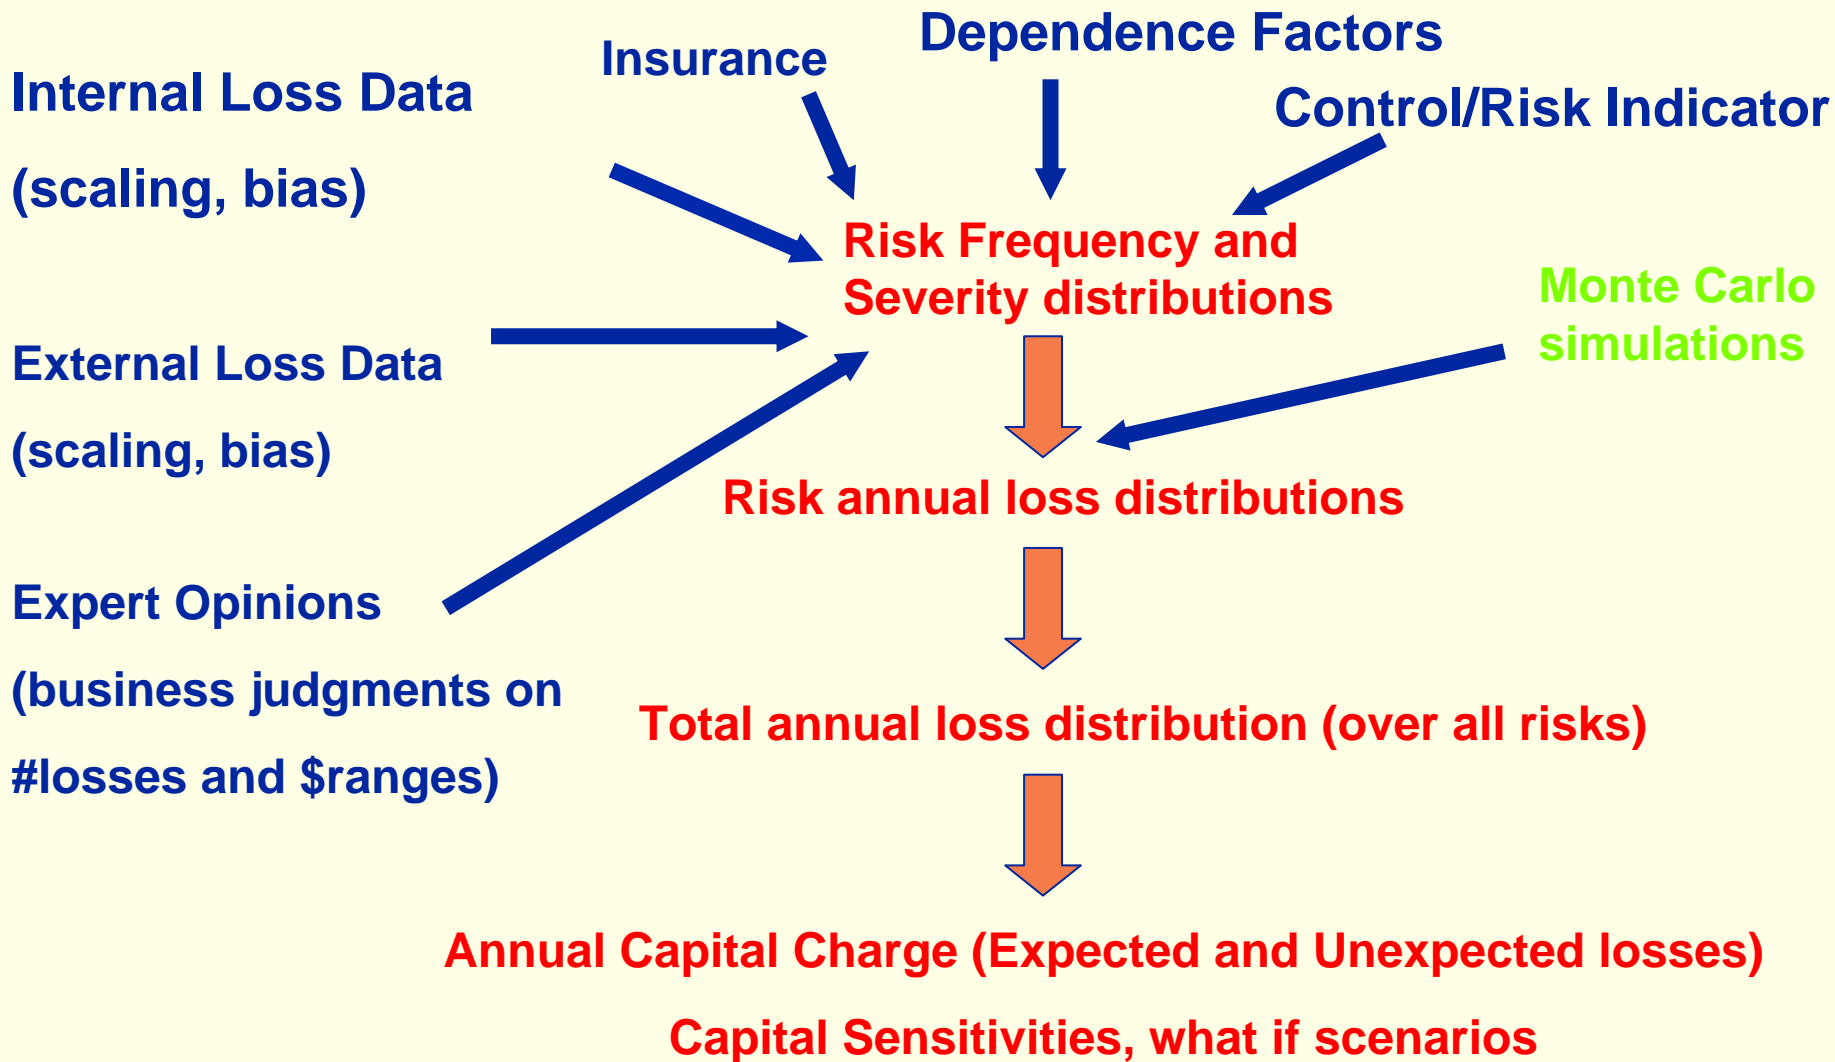 Dependence Factors
Insurance
Internal Loss Data
(scaling, bias)
Control/Risk Indicator
Risk Frequency and
Severity distributions
Monte Carlo
simulations
External Loss Data
(scaling, bias)
Risk annual loss distributions
Expert Opinions
(business judgments on
#losses and $ranges)
Total annual loss distribution (over all risks)
Annual Capital Charge (Expected and Unexpected losses)
Capital Sensitivities, what if scenarios